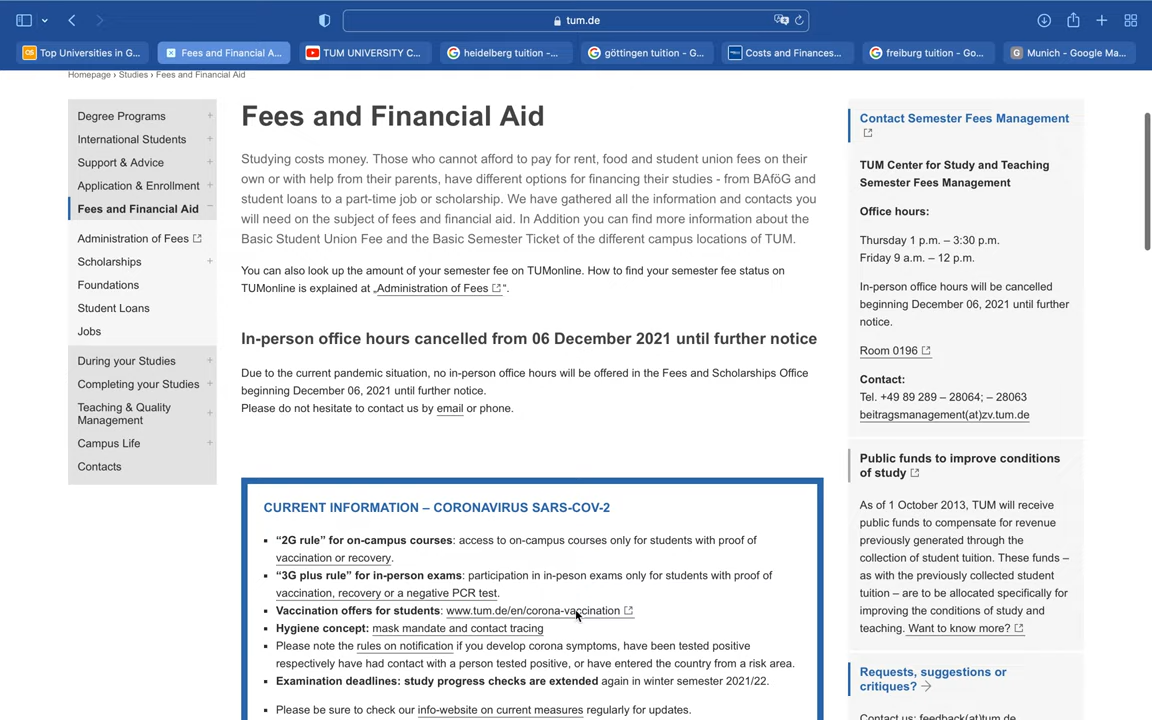 tum.de
Top Universities in G...
Fees and Financial A...
TUM UNIVERSITY C...
heidelberg tuition -...
göttingen tuition - G...
Costs and Finances...
freiburg tuition - Go...
Munich - Google Ma...
Homepage › Studies › Fees and Financial Aid
Degree Programs +
International Students +
Support & Advice +
Application & Enrollment +
Fees and Financial Aid −
Administration of Fees
Scholarships +
Foundations
Student Loans
Jobs
During your Studies +
Completing your Studies +
Teaching & Quality +
Management
Campus Life +
Contacts
Fees and Financial Aid
Studying costs money. Those who cannot afford to pay for rent, food and student union fees on their
own or with help from their parents, have different options for financing their studies - from BAföG and
student loans to a part-time job or scholarship. We have gathered all the information and contacts you
will need on the subject of fees and financial aid. In Addition you can find more information about the
Basic Student Union Fee and the Basic Semester Ticket of the different campus locations of TUM.
You can also look up the amount of your semester fee on TUMonline. How to find your semester fee status on
TUMonline is explained at „Administration of Fees “.
In-person office hours cancelled from 06 December 2021 until further notice
Due to the current pandemic situation, no in-person office hours will be offered in the Fees and Scholarships Office
beginning December 06, 2021 until further notice.
Please do not hesitate to contact us by email or phone.
CURRENT INFORMATION – CORONAVIRUS SARS-COV-2
▪ “2G rule” for on-campus courses: access to on-campus courses only for students with proof of
vaccination or recovery.
▪ “3G plus rule” for in-person exams: participation in in-peson exams only for students with proof of
vaccination, recovery or a negative PCR test.
▪ Vaccination offers for students: www.tum.de/en/corona-vaccination
▪ Hygiene concept: mask mandate and contact tracing
▪ Please note the rules on notification if you develop corona symptoms, have been tested positive
respectively have had contact with a person tested positive, or have entered the country from a risk area.
▪ Examination deadlines: study progress checks are extended again in winter semester 2021/22.
▪ Please be sure to check our info-website on current measures regularly for updates.
Contact Semester Fees Management
TUM Center for Study and Teaching
Semester Fees Management
Office hours:
Thursday 1 p.m. – 3:30 p.m.
Friday 9 a.m. – 12 p.m.
In-person office hours will be cancelled
beginning December 06, 2021 until further
notice.
Room 0196
Contact:
Tel. +49 89 289 – 28064; – 28063
beitragsmanagement(at)zv.tum.de
Public funds to improve conditions
of study
As of 1 October 2013, TUM will receive
public funds to compensate for revenue
previously generated through the
collection of student tuition. These funds –
as with the previously collected student
tuition – are to be allocated specifically for
improving the conditions of study and
teaching. Want to know more?
Requests, suggestions or
critiques? →
Contact us: feedback(at)tum.de